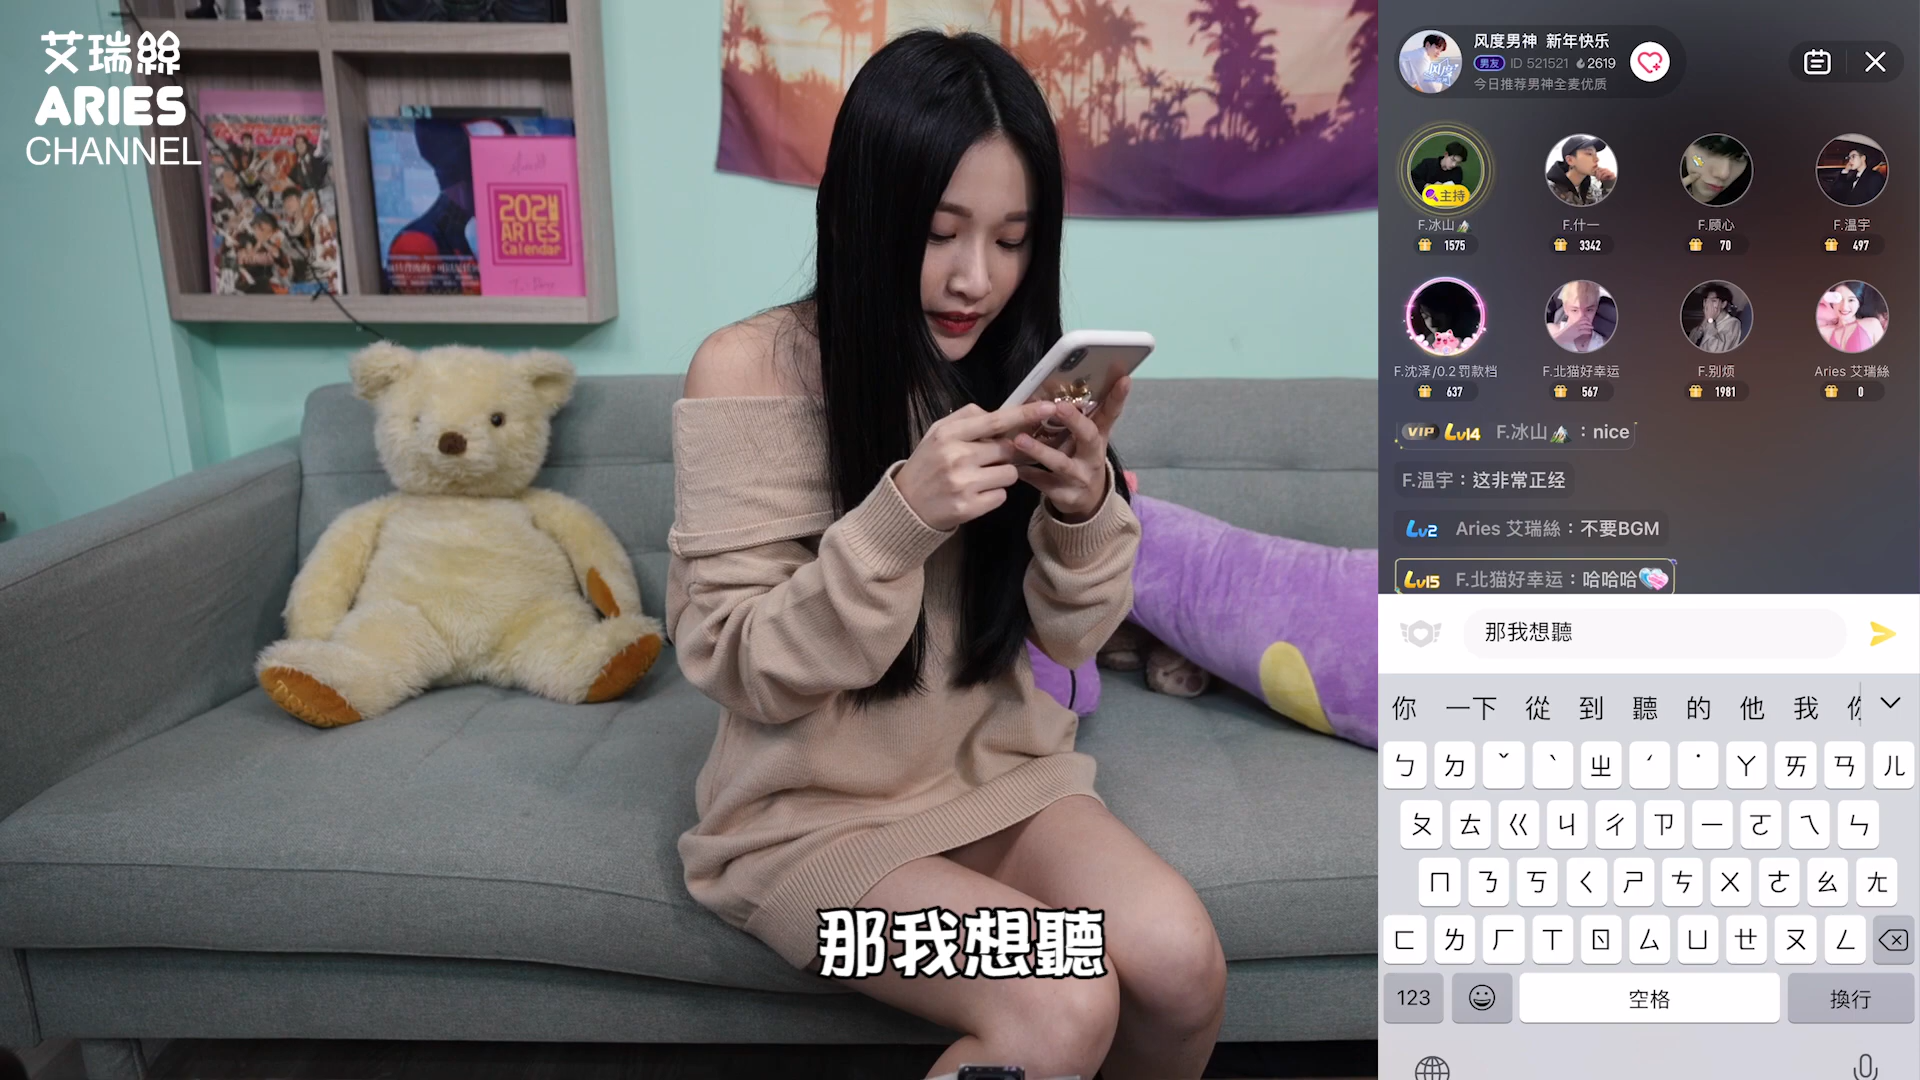 艾瑞絲
ARIES
CHANNEL
2021
ARIES
Calendar
那我想聽
风度男神 新年快乐
男友 ID 521521 2619
今日推荐男神全麦优质
主持
F.冰山 F.什一 F.顾心 F.温宇
1575 3342 70 497
F.沈泽/0.2罚款档 F.北猫好幸运 F.别烦 Aries 艾瑞絲
637 567 1981 0
VIP Lv14 F.冰山：nice
F.温宇：这非常正经
Lv2 Aries 艾瑞絲：不要BGM
Lv15 F.北猫好幸运：哈哈哈
那我想聽
你 一下 從 到 聽 的 他 我
ㄅ ㄉ ˇ ˋ ㄓ ˊ ˙ ㄚ ㄞ ㄢ ㄦ
ㄆ ㄊ ㄍ ㄐ ㄔ ㄗ ㄧ ㄛ ㄟ ㄣ
ㄇ ㄋ ㄎ ㄑ ㄕ ㄘ ㄨ ㄜ ㄠ ㄤ
ㄈ ㄌ ㄏ ㄒ ㄖ ㄙ ㄩ ㄝ ㄡ ㄥ
123 空格 換行